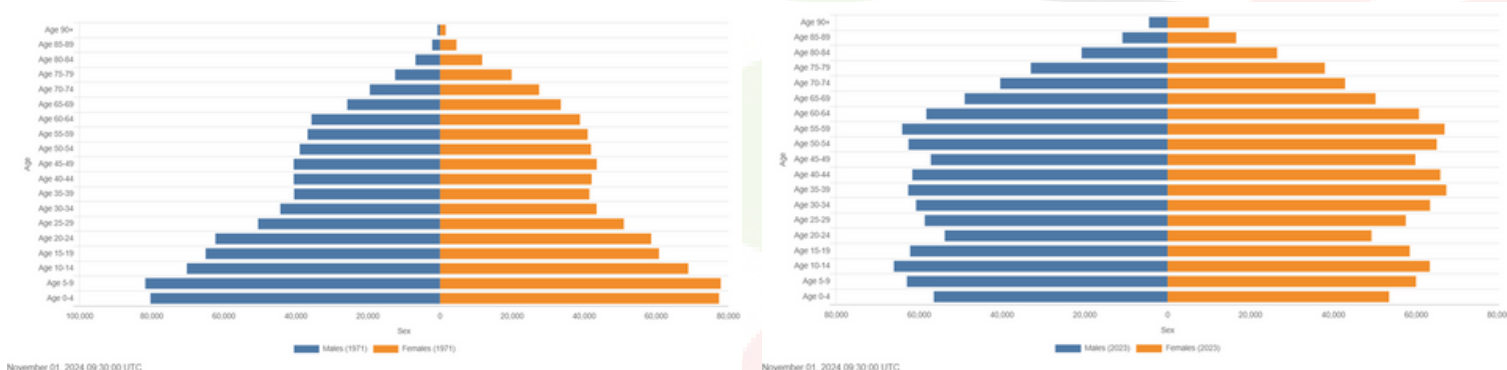 Age 90+
Age 85-89
Age 80-84
Age 75-79
Age 70-74
Age 65-69
Age 60-64
Age 55-59
Age 50-54
Age 45-49
Age 40-44
Age 35-39
Age 30-34
Age 25-29
Age 20-24
Age 15-19
Age 10-14
Age 5-9
Age 0-4
Age
100,000 80,000 60,000 40,000 20,000 0 20,000 40,000 60,000 80,000
Sex
Males (1971) Females (1971)
November 01, 2024 09:30:00 UTC
Age 90+
Age 85-89
Age 80-84
Age 75-79
Age 70-74
Age 65-69
Age 60-64
Age 55-59
Age 50-54
Age 45-49
Age 40-44
Age 35-39
Age 30-34
Age 25-29
Age 20-24
Age 15-19
Age 10-14
Age 5-9
Age 0-4
Age
80,000 60,000 40,000 20,000 0 20,000 40,000 60,000 80,000
Sex
Males (2023) Females (2023)
November 01, 2024 09:30:00 UTC